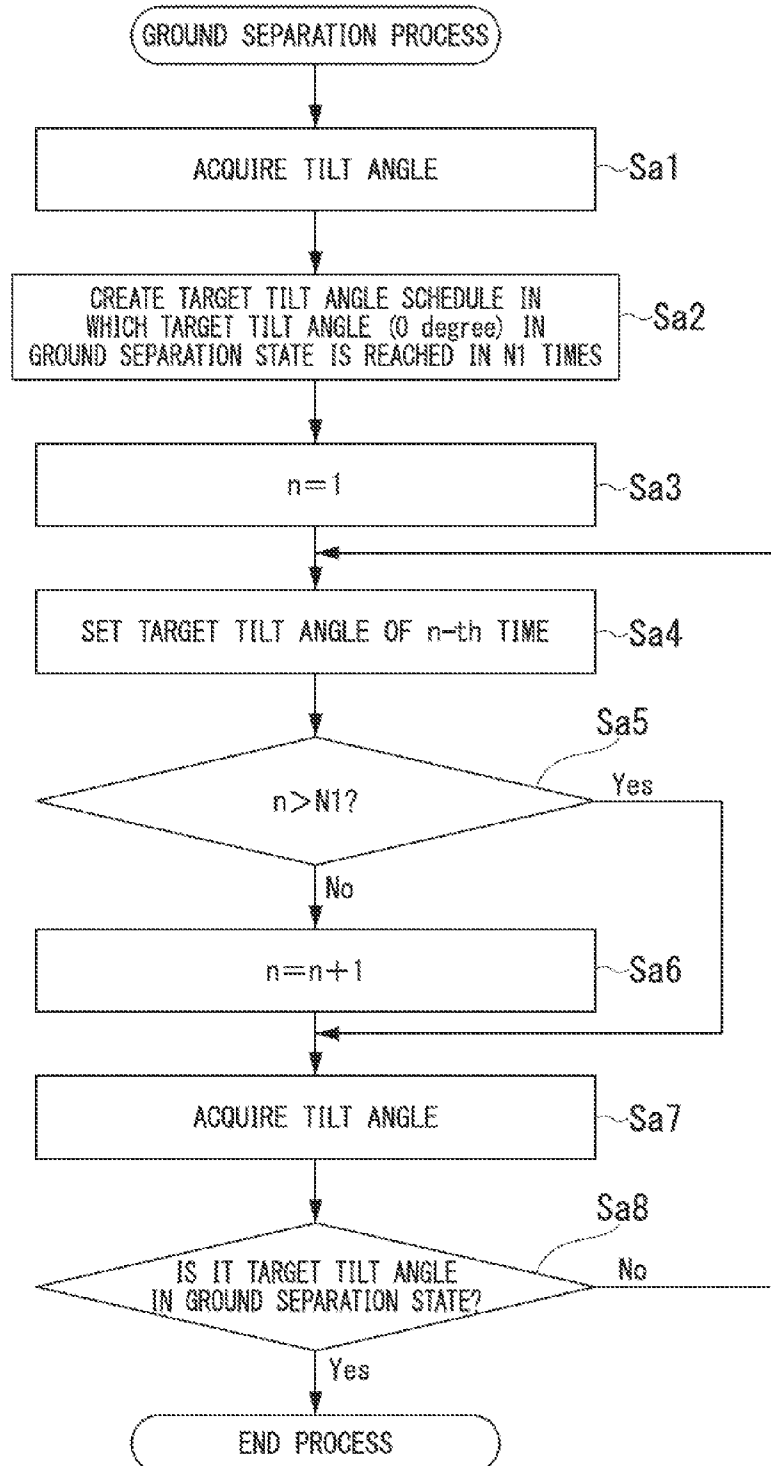 GROUND SEPARATION PROCESS
ACQUIRE TILT ANGLE
Sa1
CREATE TARGET TILT ANGLE SCHEDULE IN
WHICH TARGET TILT ANGLE (0 degree) IN
GROUND SEPARATION STATE IS REACHED IN N1 TIMES
Sa2
n=1
Sa3
SET TARGET TILT ANGLE OF n-th TIME
Sa4
Sa5
n>N1?
Yes
No
n=n+1
Sa6
ACQUIRE TILT ANGLE
Sa7
Sa8
IS IT TARGET TILT ANGLE
IN GROUND SEPARATION STATE?
No
Yes
END PROCESS